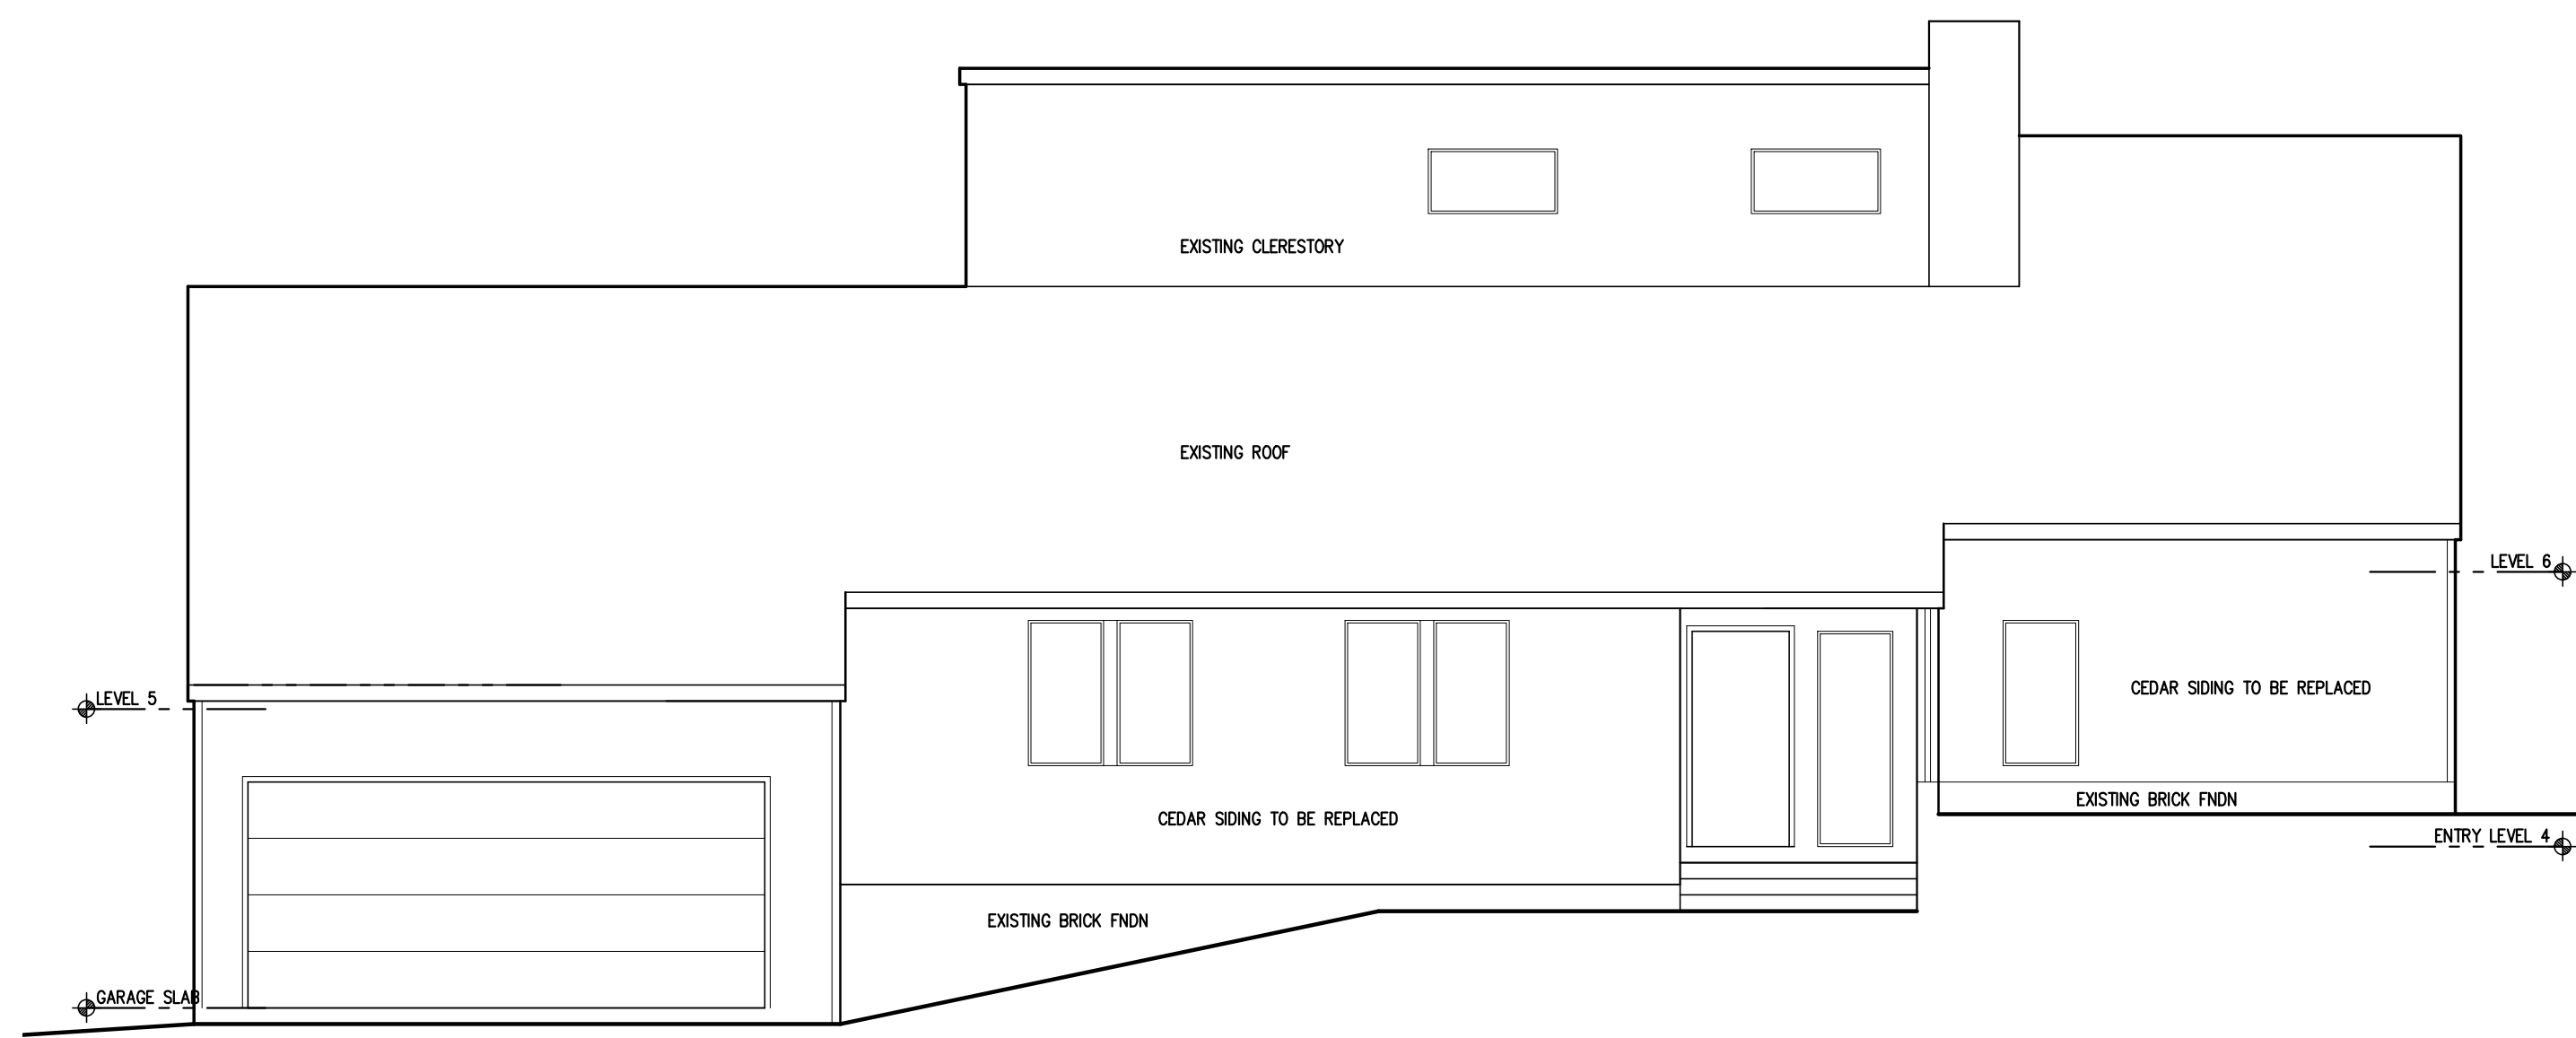 EXISTING CLERESTORY
EXISTING ROOF
LEVEL 6
LEVEL 5
CEDAR SIDING TO BE REPLACED
EXISTING BRICK FNDN
CEDAR SIDING TO BE REPLACED
ENTRY LEVEL 4
EXISTING BRICK FNDN
GARAGE SLAB